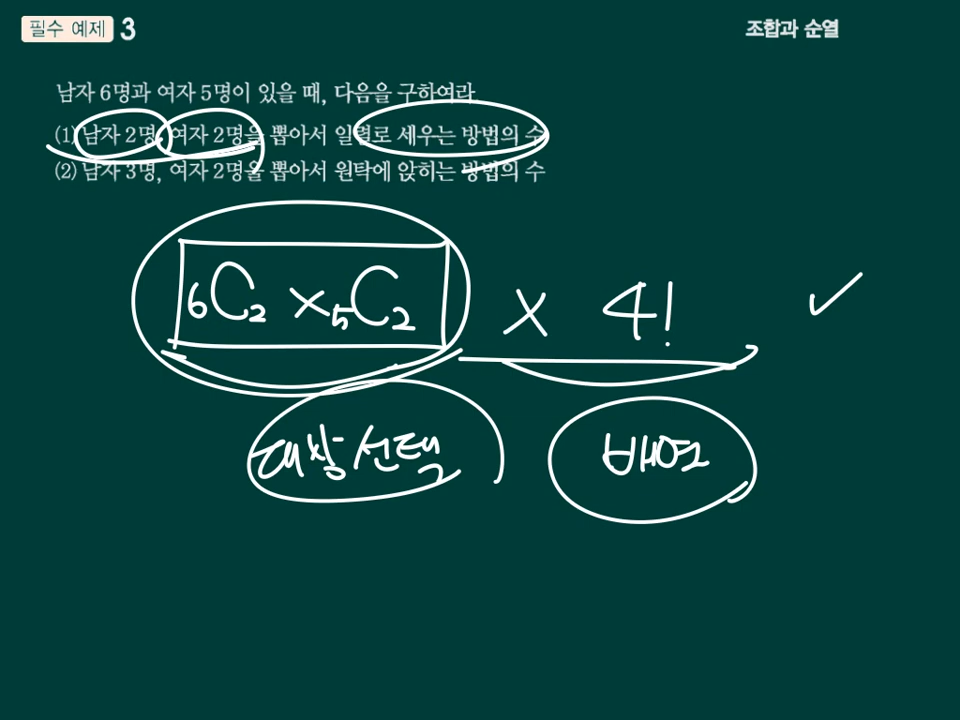 필수 예제 3
조합과 순열
남자 6명과 여자 5명이 있을 때, 다음을 구하여라
(1) 남자 2명, 여자 2명을 뽑아서 일렬로 세우는 방법의 수
(2) 남자 3명, 여자 2명을 뽑아서 원탁에 앉히는 방법의 수
₆C₂ ×₅C₂ × 4!
대상선택 배열